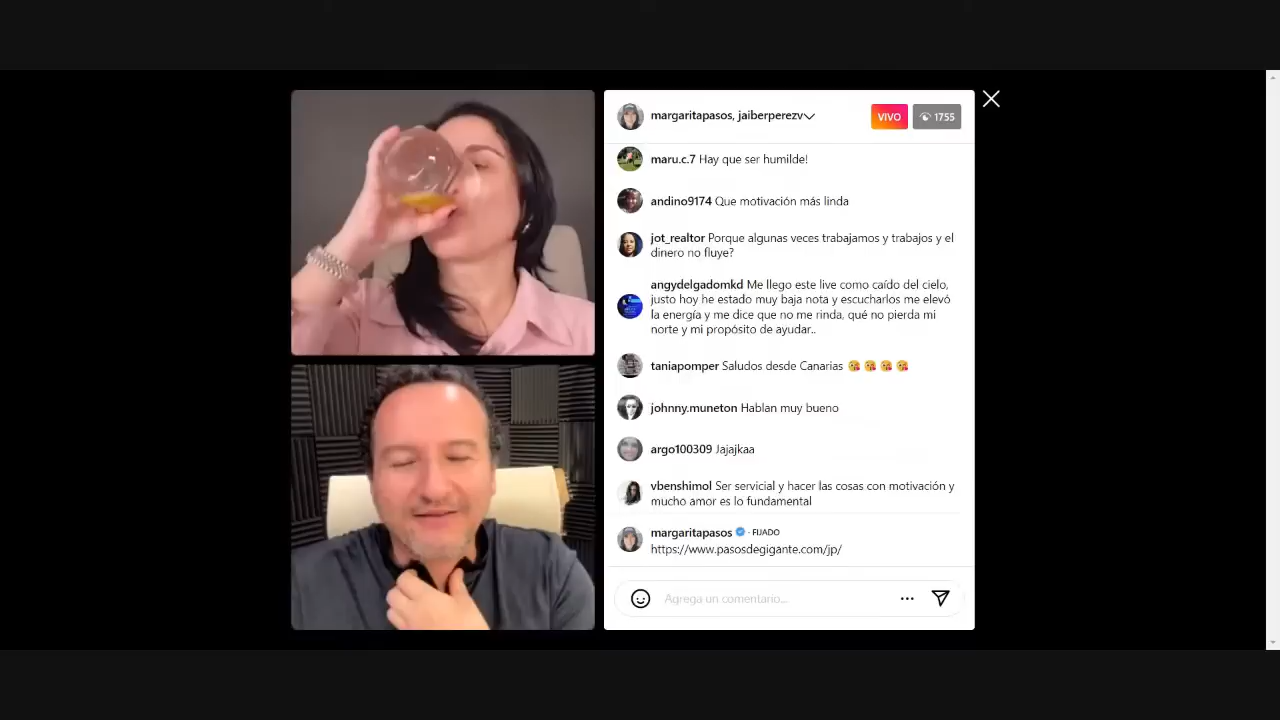 margaritapasos, jaiberperezv
VIVO
1755
maru.c.7 Hay que ser humilde!
andino9174 Que motivación más linda
jot_realtor Porque algunas veces trabajamos y trabajos y el
dinero no fluye?
angydelgadomkd Me llego este live como caído del cielo,
justo hoy he estado muy baja nota y escucharlos me elevó
la energía y me dice que no me rinda, qué no pierda mi
norte y mi propósito de ayudar..
taniapomper Saludos desde Canarias 😘 😘 😘 😘
johnny.muneton Hablan muy bueno
argo100309 Jajajkaa
vbenshimol Ser servicial y hacer las cosas con motivación y
mucho amor es lo fundamental
margaritapasos · FIJADO
https://www.pasosdegigante.com/jp/
Agrega un comentario...